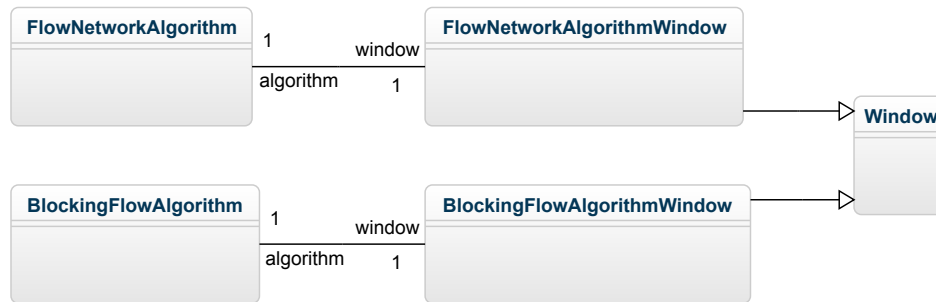 FlowNetworkAlgorithm
1
algorithm
window
1
FlowNetworkAlgorithmWindow
Window
BlockingFlowAlgorithm
1
algorithm
window
1
BlockingFlowAlgorithmWindow